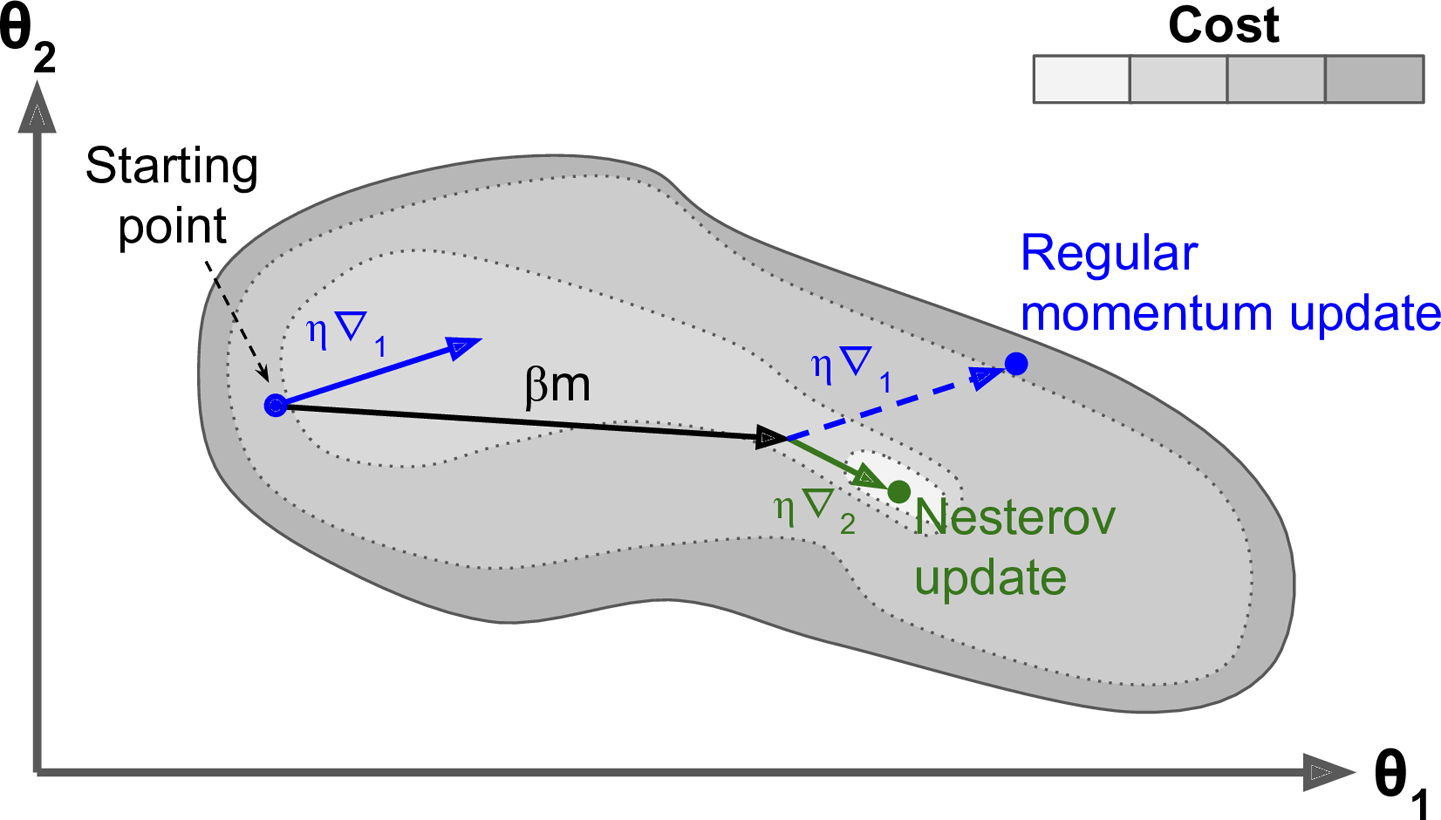 θ2
Cost
Starting
point
Regular
momentum update
η∇1
η∇1
βm
η∇2
Nesterov
update
θ1